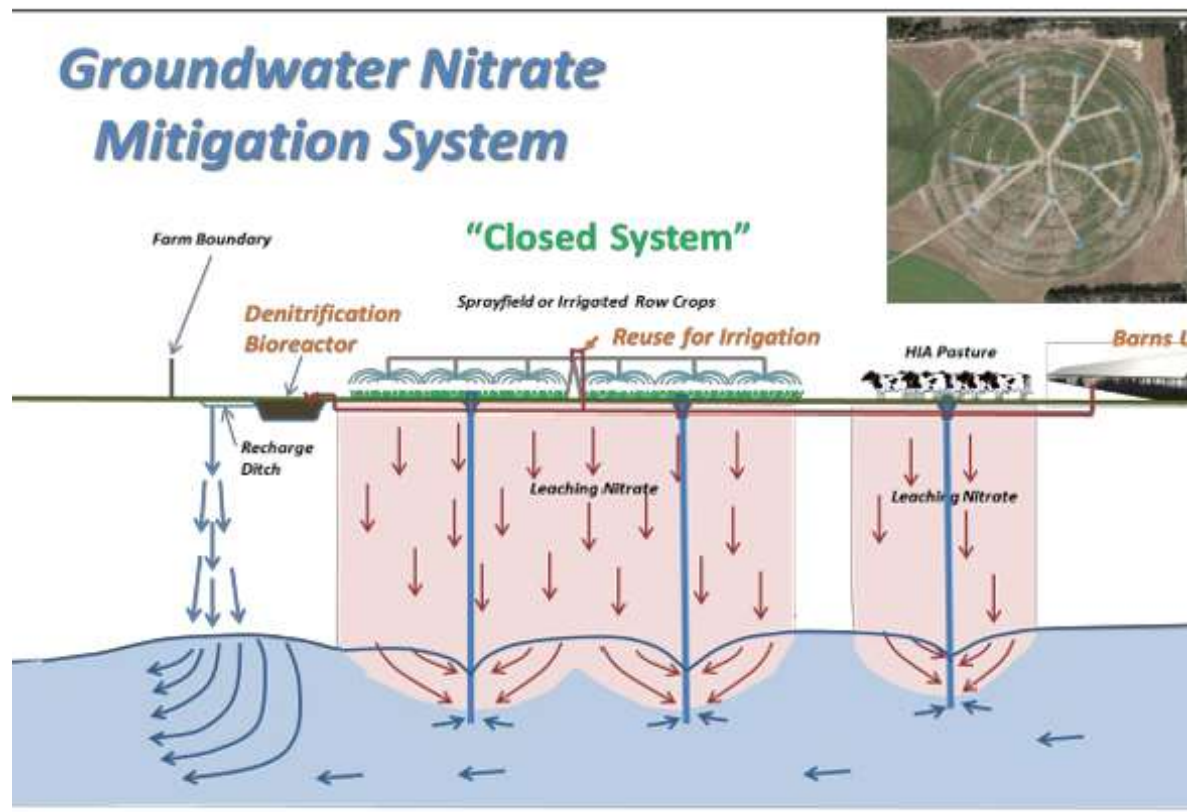 Groundwater Nitrate
Mitigation System
"Closed System"
Farm Boundary
Sprayfield or Irrigated Row Crops
Denitrification
Bioreactor
Reuse for Irrigation
HIA Pasture
Barns U
Recharge
Ditch
Leaching Nitrate
Leaching Nitrate